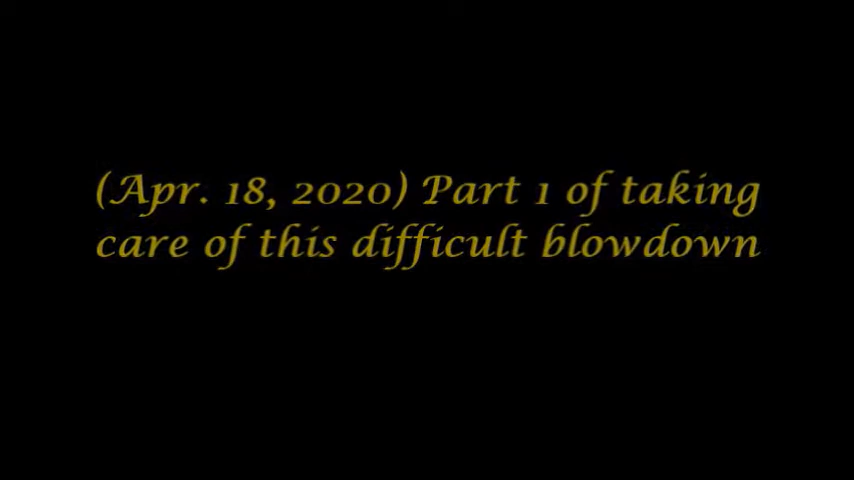 (Apr. 18, 2020) Part 1 of taking
care of this difficult blowdown